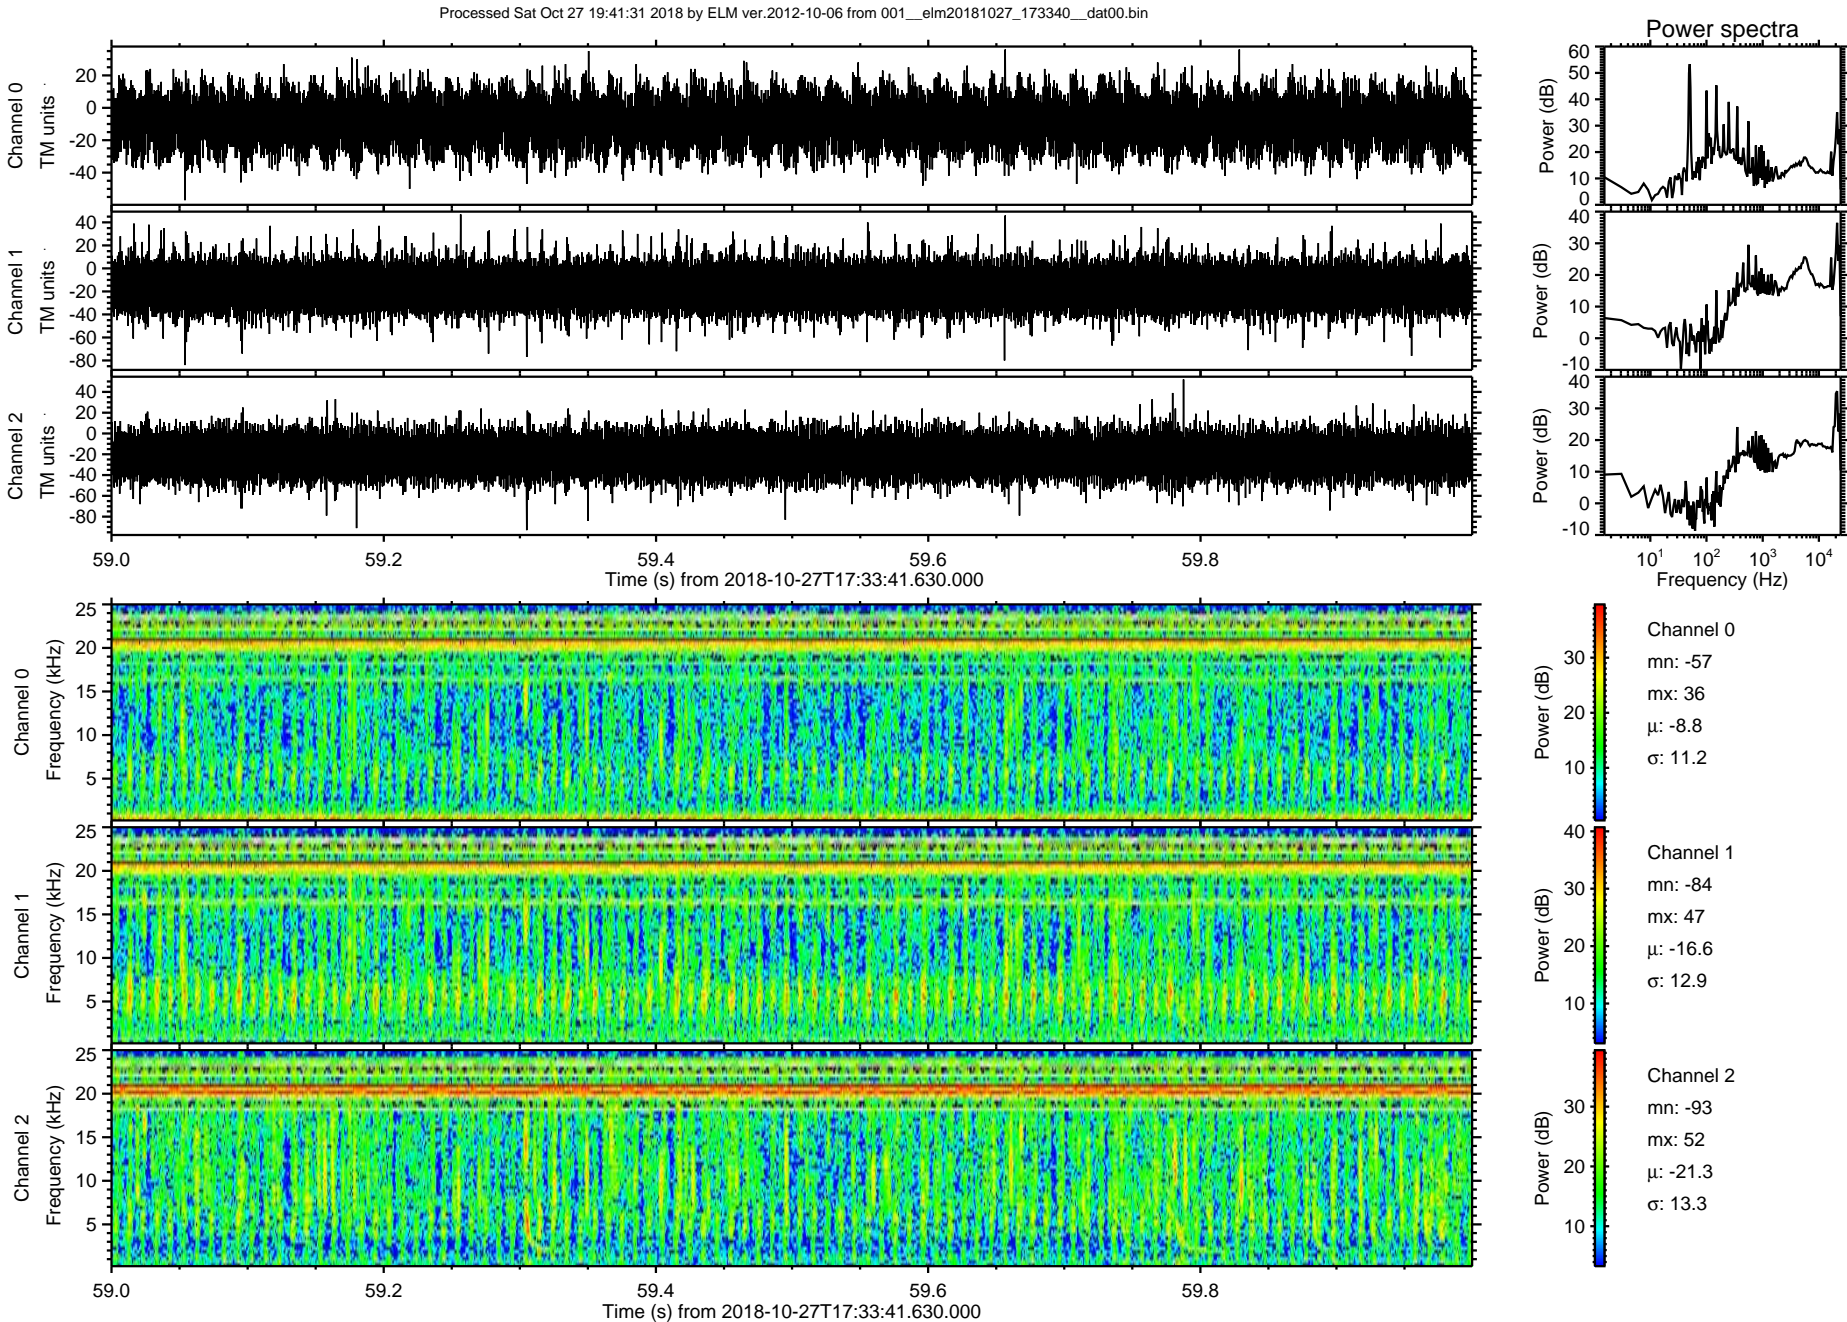 Processed Sat Oct 27 19:41:31 2018 by ELM ver.2012-10-06 from 001__elm20181027_173340__dat00.bin
Power spectra
Channel 0
TM units
20
0
-20
-40
Power (dB)
60
50
40
30
20
10
0
Channel 1
TM units
40
20
0
-20
-40
-60
-80
Power (dB)
40
30
20
10
0
-10
Channel 2
TM units
40
20
0
-20
-40
-60
-80
Power (dB)
40
30
20
10
0
-10
59.0 59.2 59.4 59.6 59.8
Time (s) from 2018-10-27T17:33:41.630.000
10¹ 10² 10³ 10⁴
Frequency (Hz)
Channel 0
Frequency (kHz)
25
20
15
10
5
Power (dB)
30
20
10
Channel 0
mn: -57
mx: 36
µ: -8.8
σ: 11.2
Channel 1
Frequency (kHz)
25
20
15
10
5
Power (dB)
40
30
20
10
Channel 1
mn: -84
mx: 47
µ: -16.6
σ: 12.9
Channel 2
Frequency (kHz)
25
20
15
10
5
Power (dB)
30
20
10
Channel 2
mn: -93
mx: 52
µ: -21.3
σ: 13.3
59.0 59.2 59.4 59.6 59.8
Time (s) from 2018-10-27T17:33:41.630.000